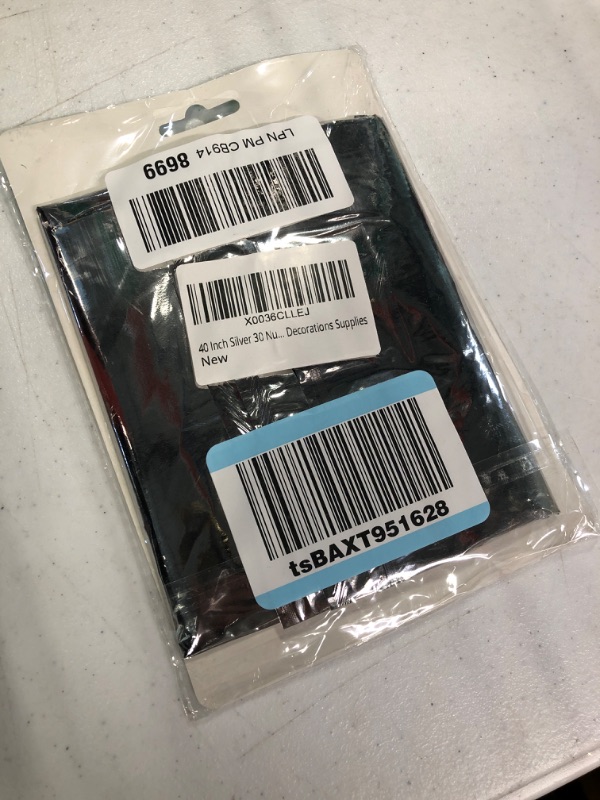 LPN PM CB914 8699
X0036CLLEJ
40 Inch Silver 30 Nu... Decorations Supplies
New
tsBAXT951628